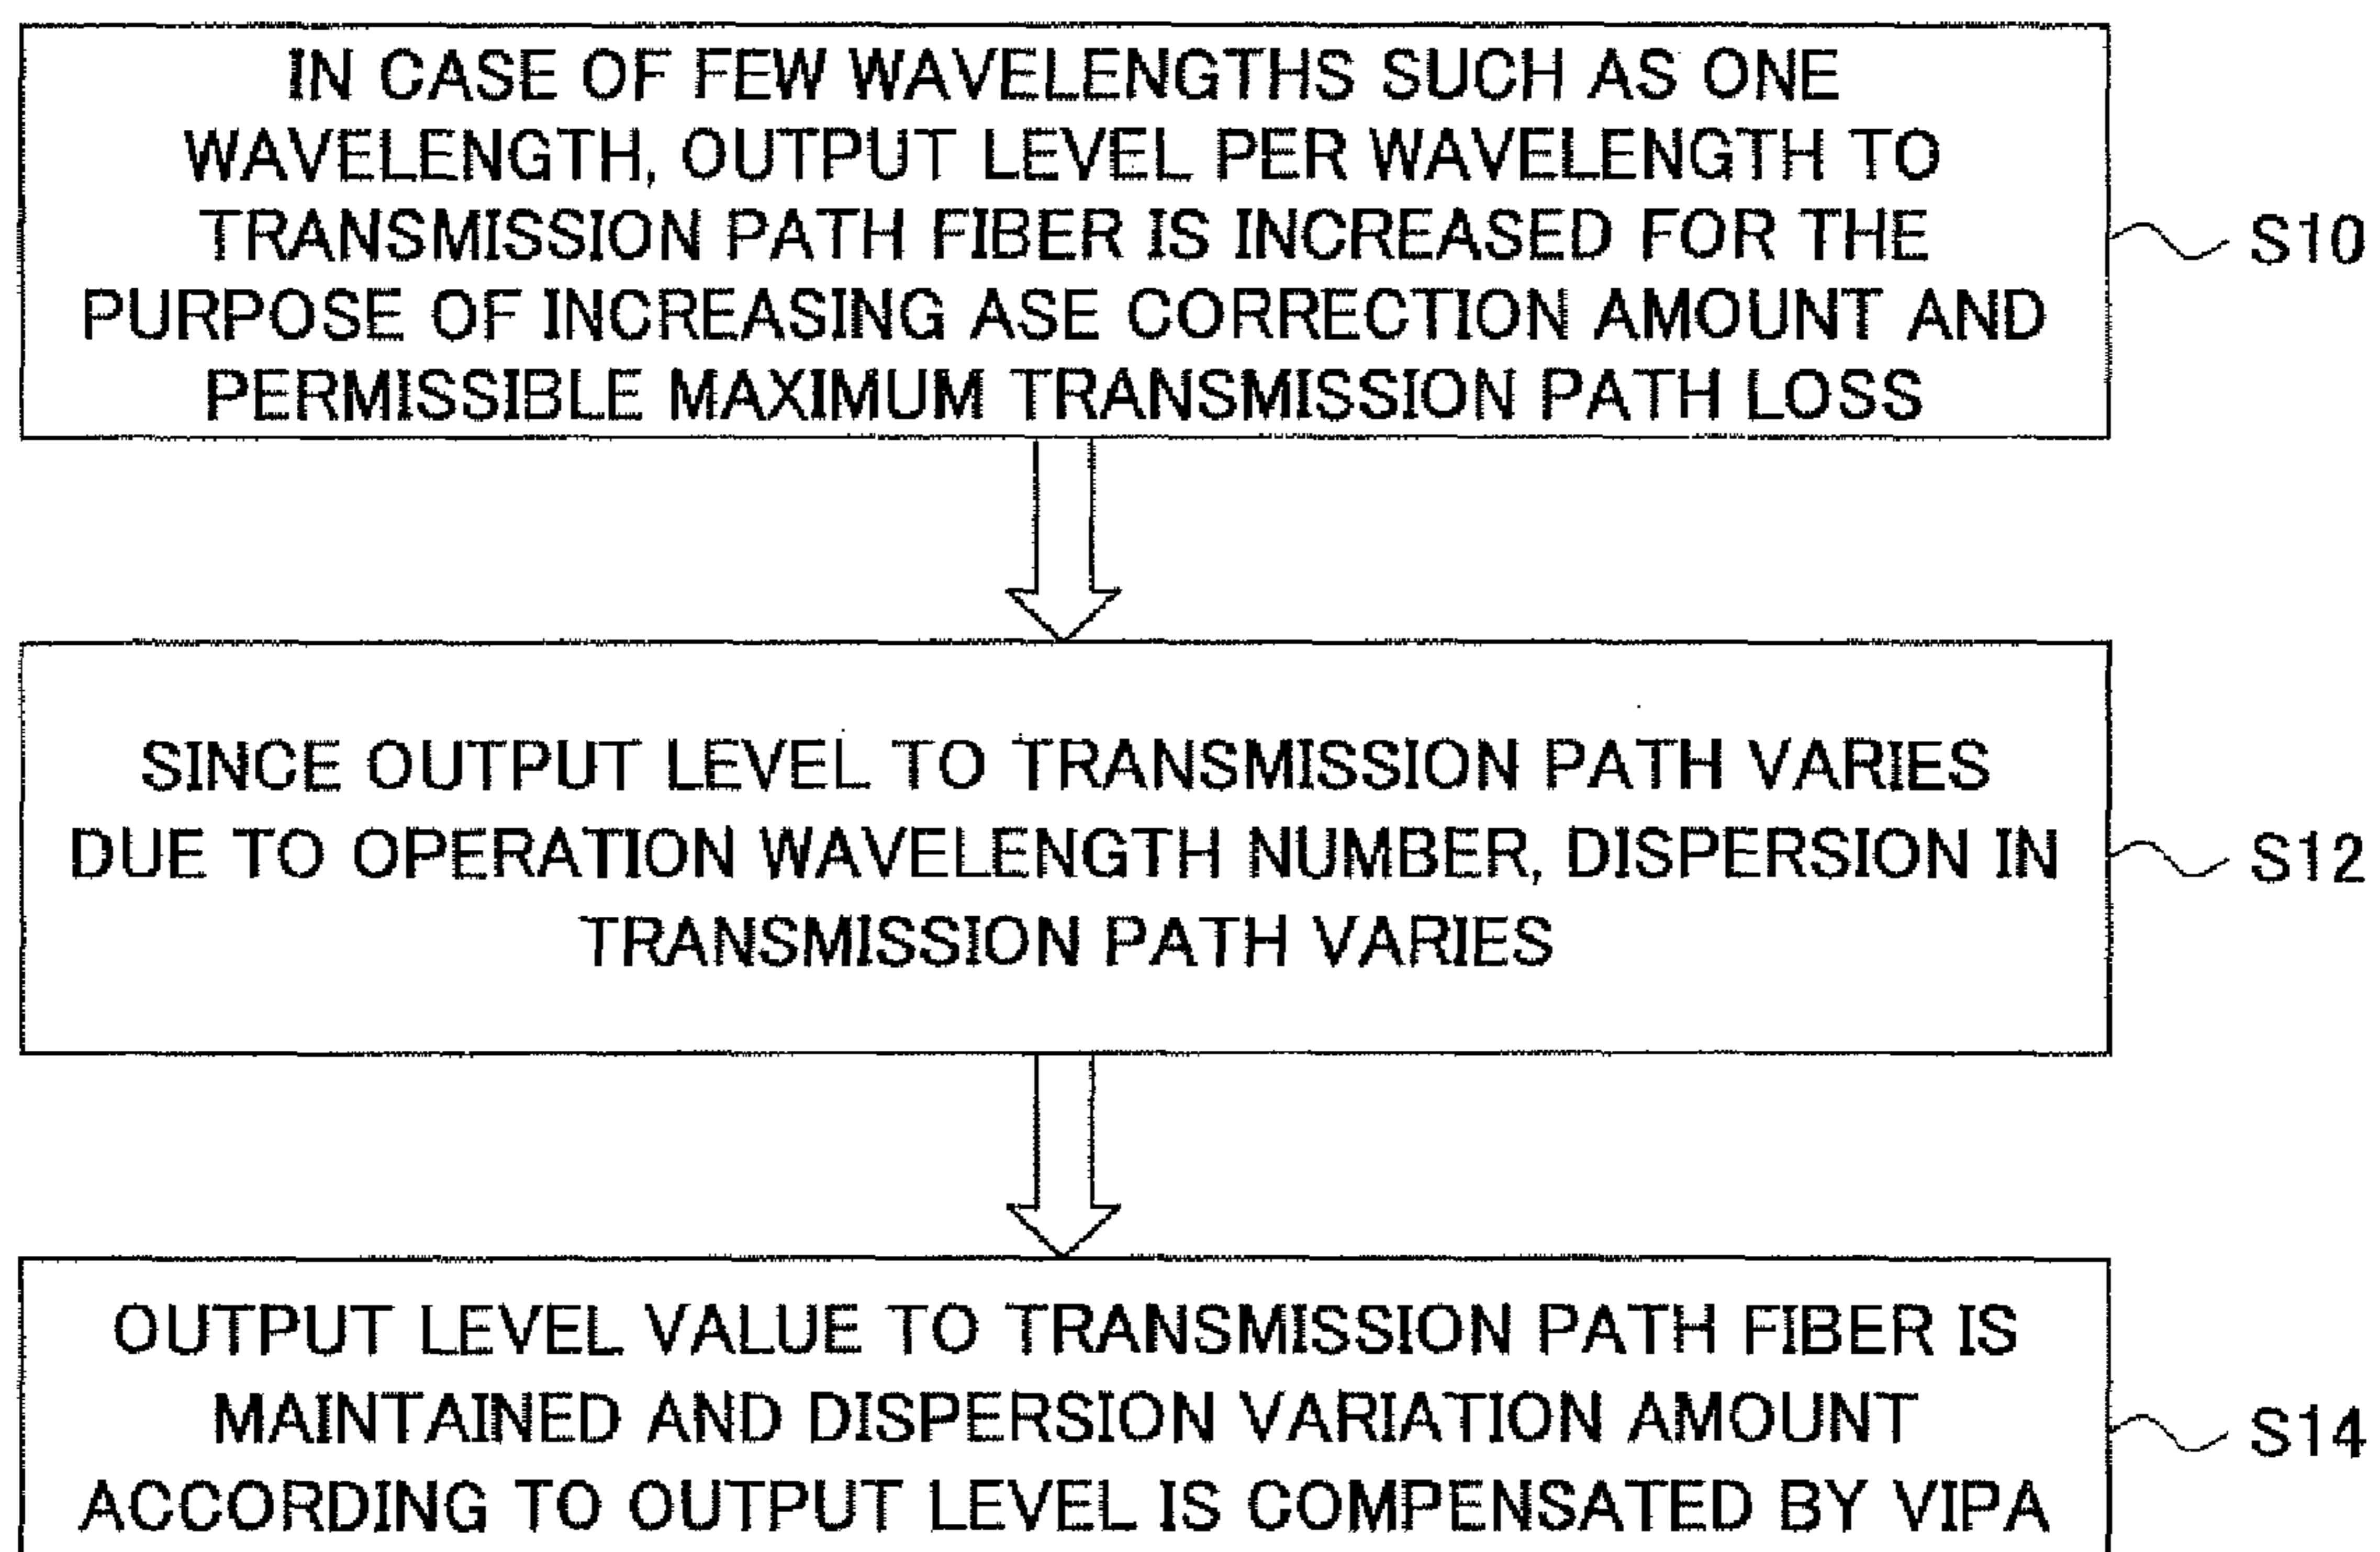 IN CASE OF FEW WAVELENGTHS SUCH AS ONE
WAVELENGTH, OUTPUT LEVEL PER WAVELENGTH TO
TRANSMISSION PATH FIBER IS INCREASED FOR THE
PURPOSE OF INCREASING ASE CORRECTION AMOUNT AND
PERMISSIBLE MAXIMUM TRANSMISSION PATH LOSS
S10
SINCE OUTPUT LEVEL TO TRANSMISSION PATH VARIES
DUE TO OPERATION WAVELENGTH NUMBER, DISPERSION IN
TRANSMISSION PATH VARIES
S12
OUTPUT LEVEL VALUE TO TRANSMISSION PATH FIBER IS
MAINTAINED AND DISPERSION VARIATION AMOUNT
ACCORDING TO OUTPUT LEVEL IS COMPENSATED BY VIPA
S14